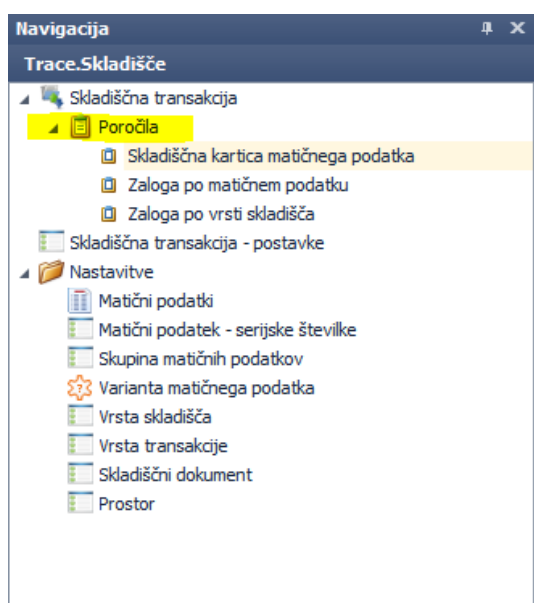 Navigacija
Trace.Skladišče
Skladiščna transakcija
Poročila
Skladiščna kartica matičnega podatka
Zaloga po matičnem podatku
Zaloga po vrsti skladišča
Skladiščna transakcija - postavke
Nastavitve
Matični podatki
Matični podatek - serijske številke
Skupina matičnih podatkov
Varianta matičnega podatka
Vrsta skladišča
Vrsta transakcije
Skladiščni dokument
Prostor